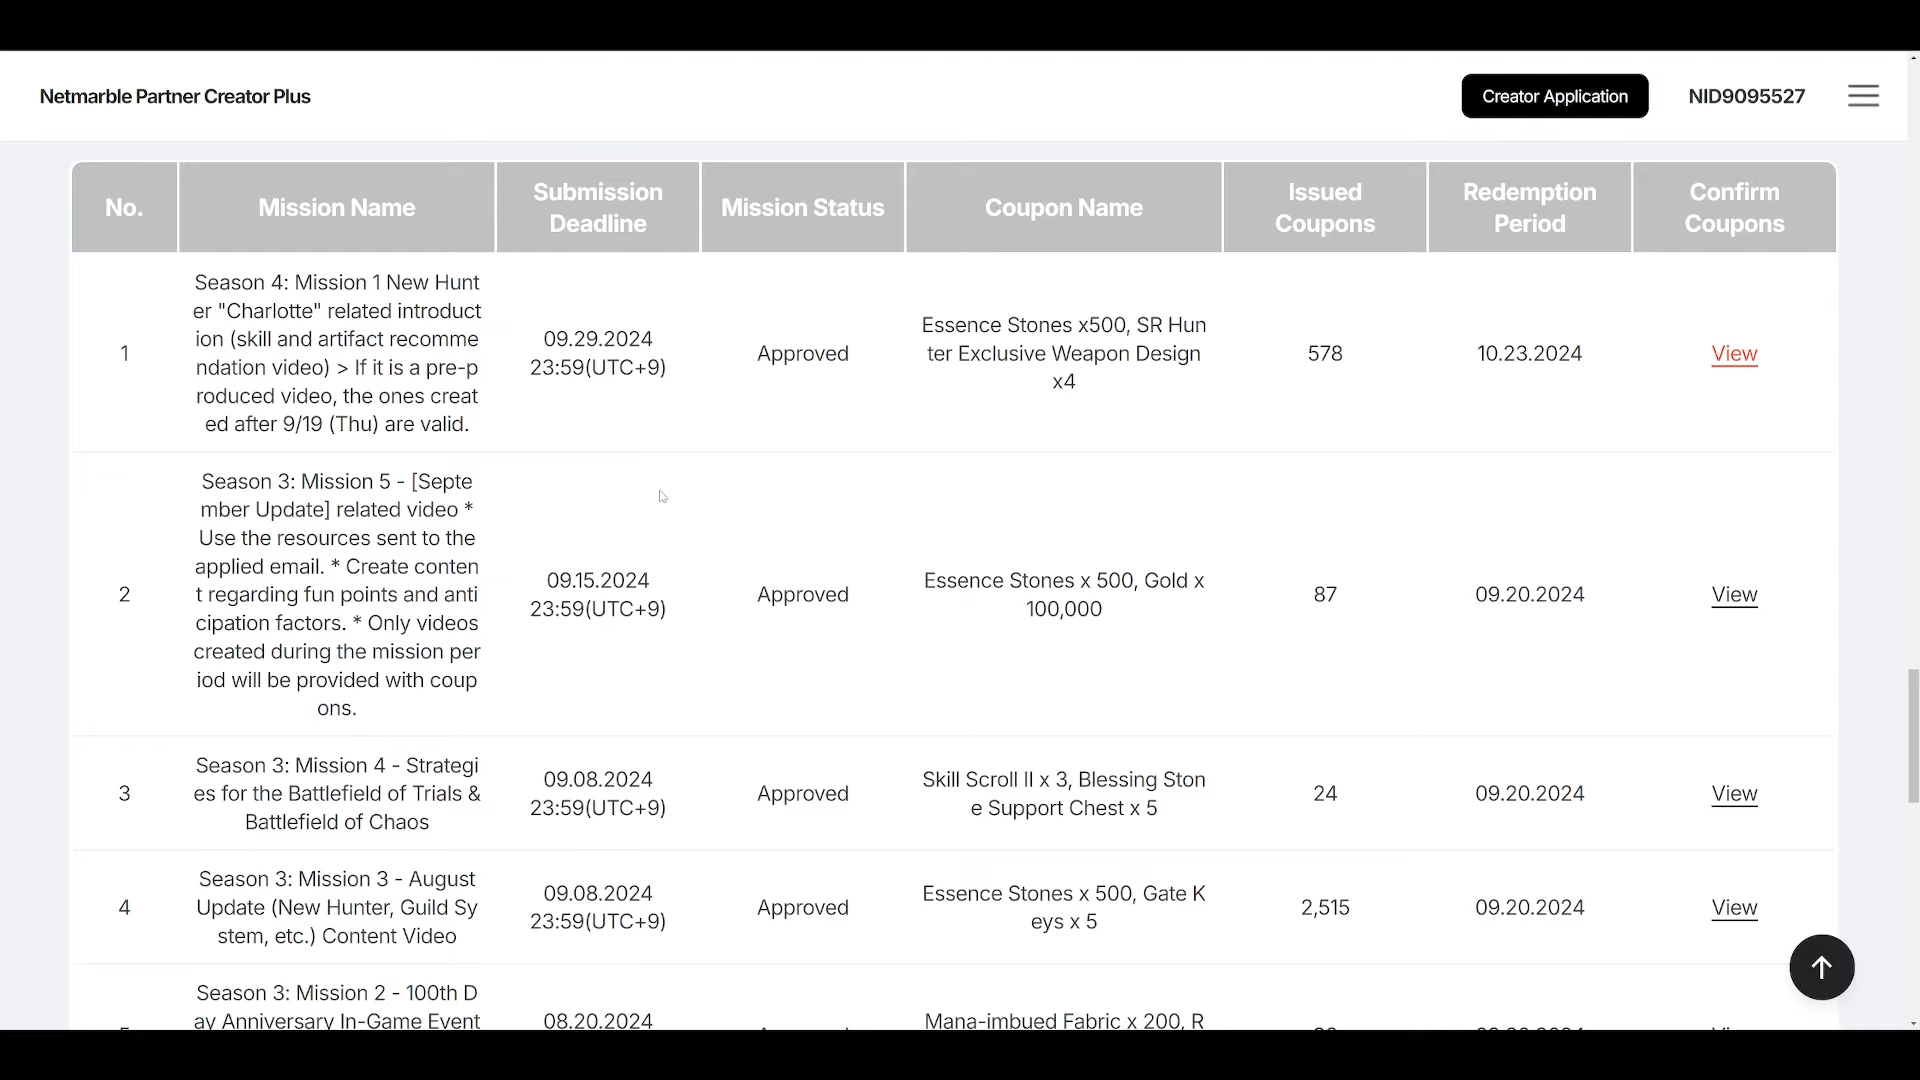 Netmarble Partner Creator Plus
Creator Application
NID9095527
No.
Mission Name
Submission
Deadline
Mission Status
Coupon Name
Issued
Coupons
Redemption
Period
Confirm
Coupons
1
Season 4: Mission 1 New Hunt
er "Charlotte" related introduct
ion (skill and artifact recomme
ndation video) > If it is a pre-p
roduced video, the ones creat
ed after 9/19 (Thu) are valid.
09.29.2024
23:59(UTC+9)
Approved
Essence Stones x500, SR Hun
ter Exclusive Weapon Design
x4
578
10.23.2024
View
2
Season 3: Mission 5 - [Septe
mber Update] related video *
Use the resources sent to the
applied email. * Create conten
t regarding fun points and anti
cipation factors. * Only videos
created during the mission per
iod will be provided with coup
ons.
09.15.2024
23:59(UTC+9)
Approved
Essence Stones x 500, Gold x
100,000
87
09.20.2024
View
3
Season 3: Mission 4 - Strategi
es for the Battlefield of Trials &
Battlefield of Chaos
09.08.2024
23:59(UTC+9)
Approved
Skill Scroll II x 3, Blessing Ston
e Support Chest x 5
24
09.20.2024
View
4
Season 3: Mission 3 - August
Update (New Hunter, Guild Sy
stem, etc.) Content Video
09.08.2024
23:59(UTC+9)
Approved
Essence Stones x 500, Gate K
eys x 5
2,515
09.20.2024
View
Season 3: Mission 2 - 100th D
ay Anniversary In-Game Event
08.20.2024
Mana-imbued Fabric x 200, R